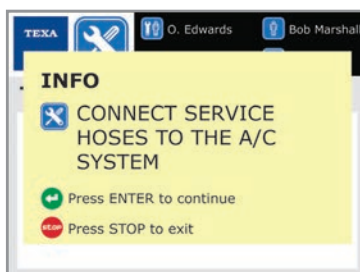 TEXA
O. Edwards
Bob Marshall
INFO
CONNECT SERVICE
HOSES TO THE A/C
SYSTEM
Press ENTER to continue
stop Press STOP to exit